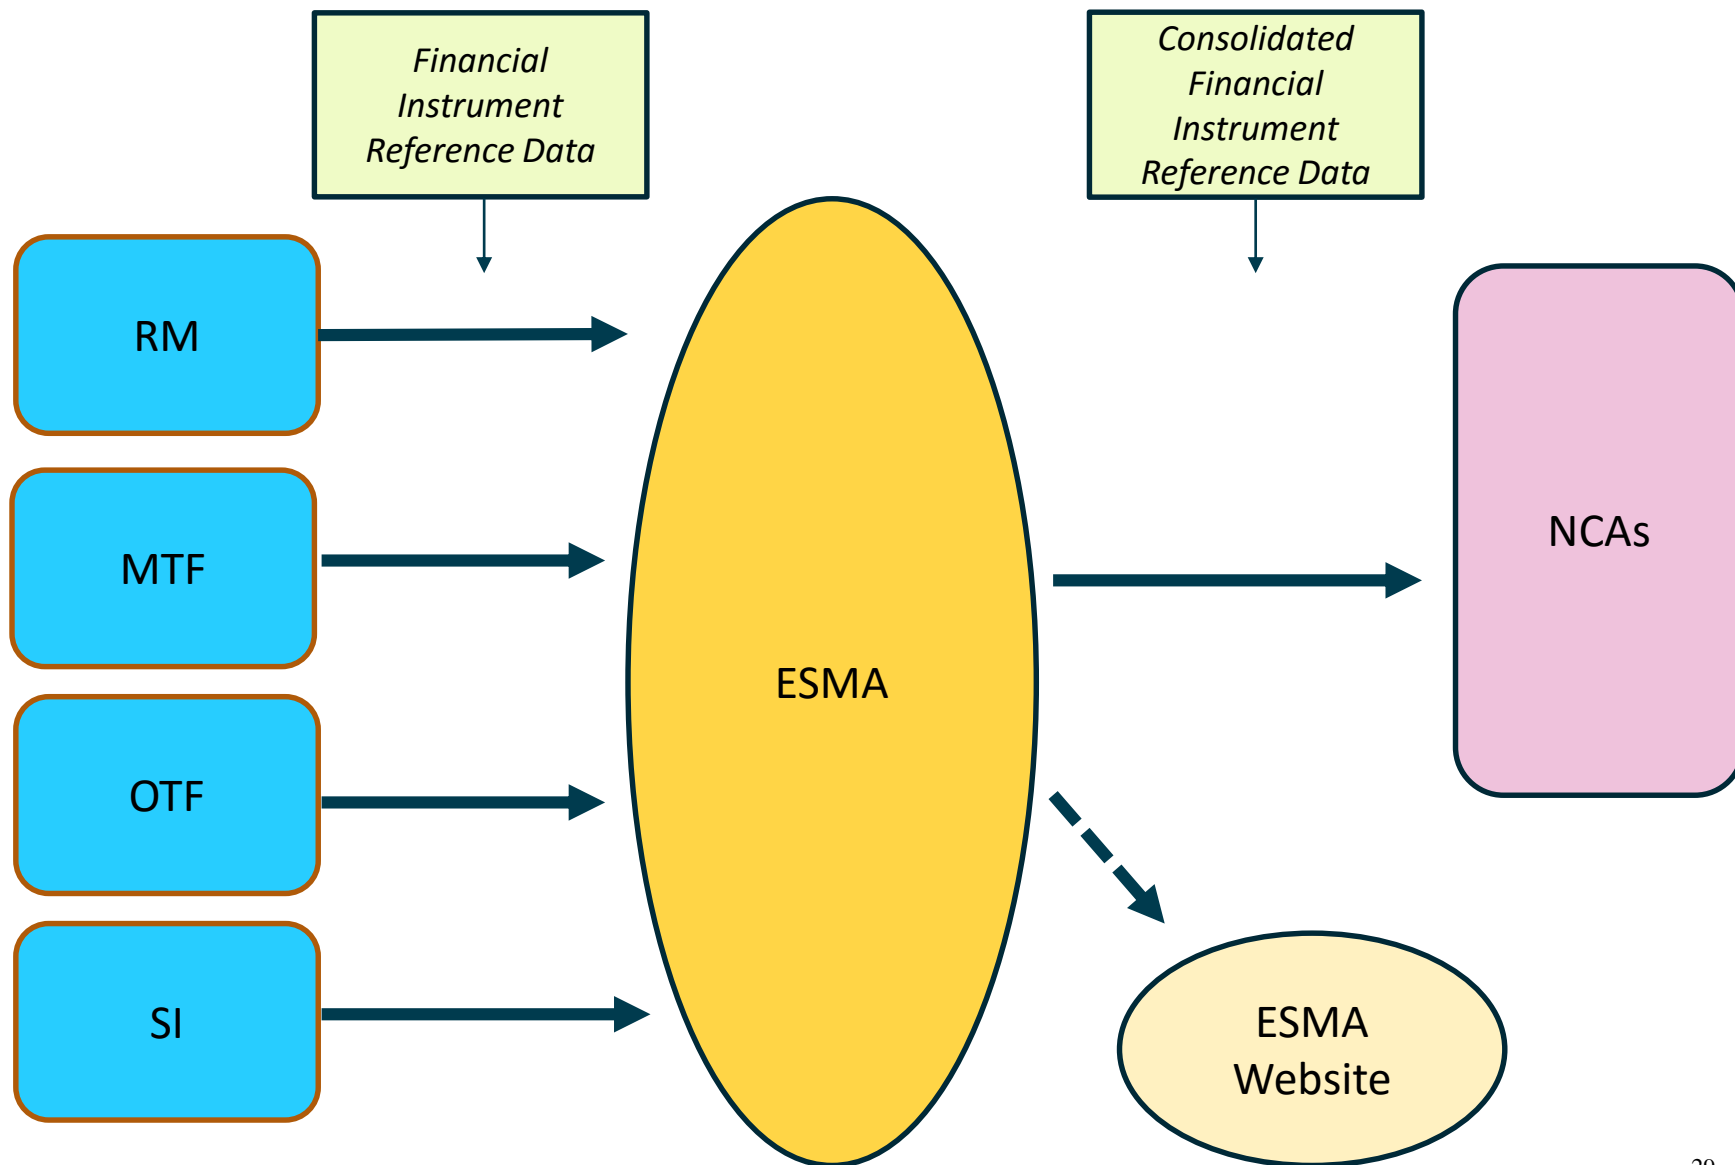 Financial
Instrument
Reference Data
Consolidated
Financial
Instrument
Reference Data
RM
MTF
OTF
SI
ESMA
NCAs
ESMA
Website